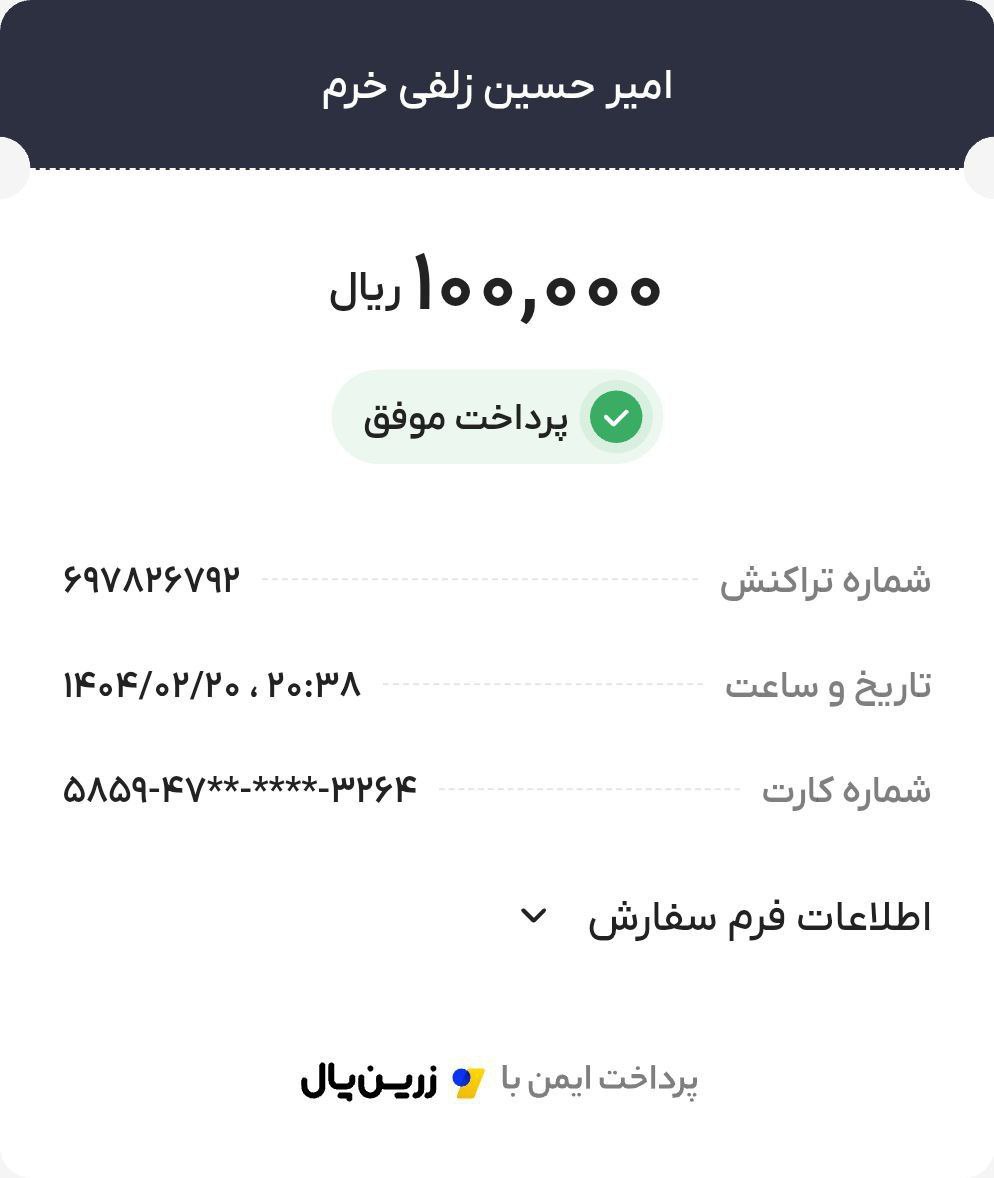 امیر حسین زلفی خرم
۱۰۰,۰۰۰ ریال
پرداخت موفق
شماره تراکنش ۶۹۷۸۲۶۷۹۲
تاریخ و ساعت ۱۴۰۴/۰۲/۲۰ ، ۲۰:۳۸
شماره کارت ۵۸۵۹-۴۷**-****-۳۲۶۴
اطلاعات فرم سفارش
پرداخت ایمن با زرین‌پال